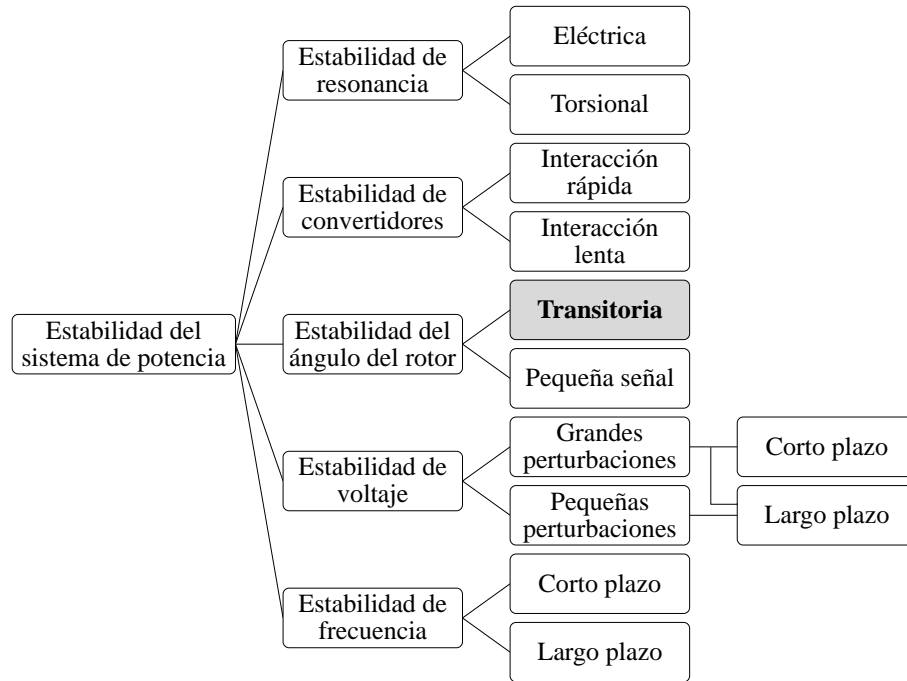 Estabilidad del
sistema de potencia
Estabilidad de
resonancia
Eléctrica
Torsional
Estabilidad de
convertidores
Interacción
rápida
Interacción
lenta
Estabilidad del
ángulo del rotor
Transitoria
Pequeña señal
Estabilidad de
voltaje
Grandes
perturbaciones
Pequeñas
perturbaciones
Corto plazo
Largo plazo
Estabilidad de
frecuencia
Corto plazo
Largo plazo